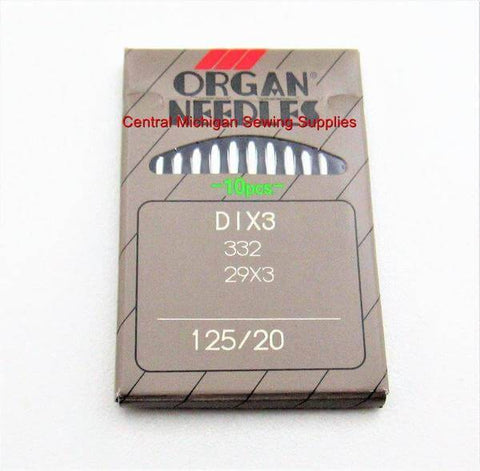 ORGAN®
NEEDLES
Central Michigan Sewing Supplies
-10pcs-
DIX3
332
29X3
125/20